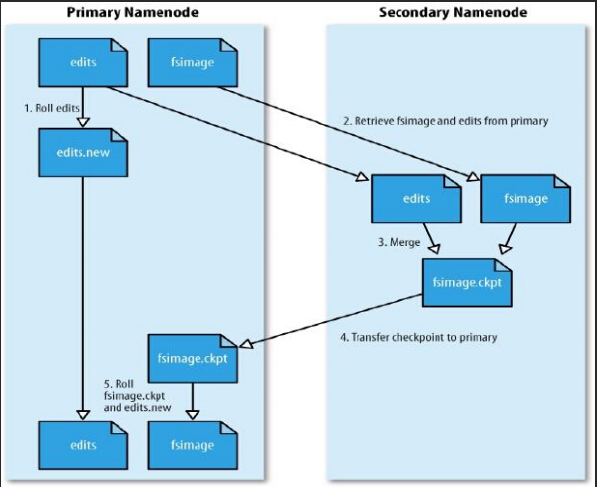 Primary Namenode
Secondary Namenode
edits
fsimage
1. Roll edits
2. Retrieve fsimage and edits from primary
edits.new
edits
fsimage
3. Merge
fsimage.ckpt
4. Transfer checkpoint to primary
fsimage.ckpt
5. Roll
fsimage.ckpt
and edits.new
edits
fsimage